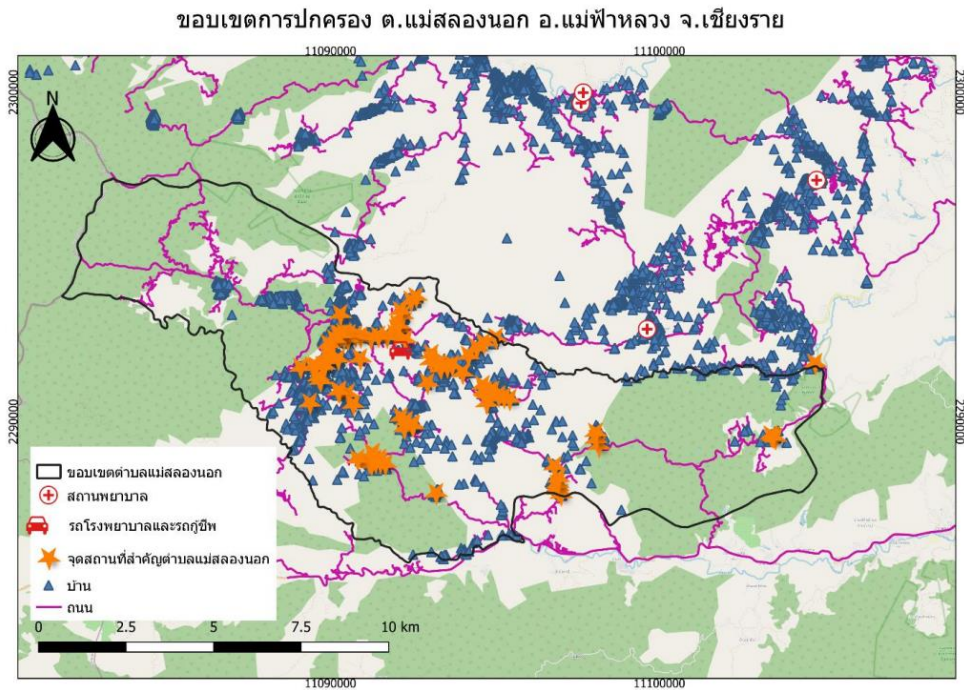 ขอบเขตการปกครอง ต.แม่สลองนอก อ.แม่ฟ้าหลวง จ.เชียงราย
11090000 11100000
2300000 2300000
N
2290000 2290000
ขอบเขตตำบลแม่สลองนอก
สถานพยาบาล
รถโรงพยาบาลและรถกู้ชีพ
จุดสถานที่สำคัญตำบลแม่สลองนอก
บ้าน
ถนน
0 2.5 5 7.5 10 km
11090000 11100000